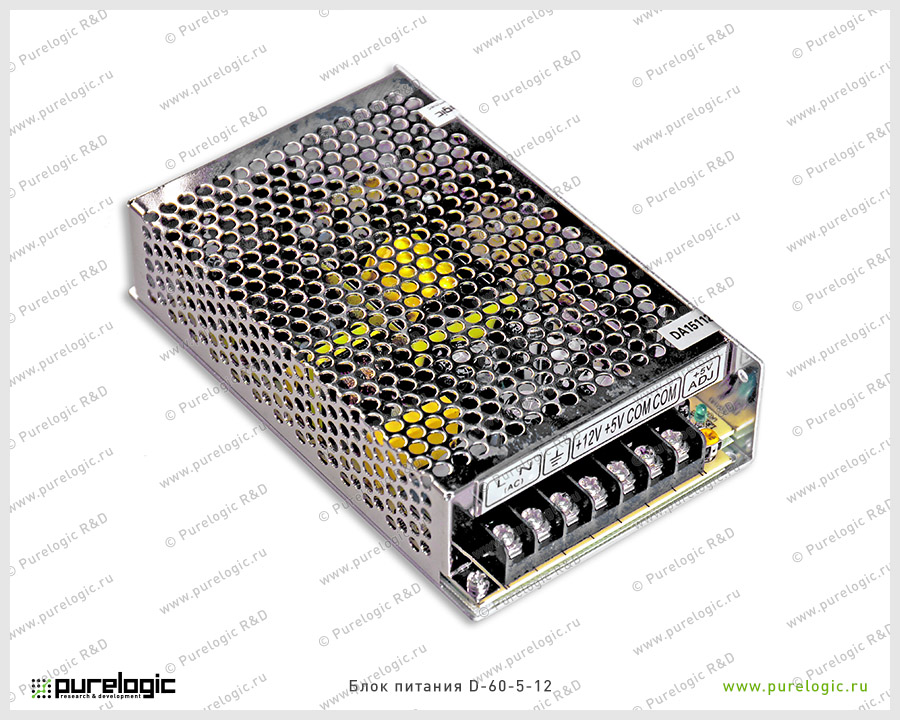 © Purelogic R&D
www.purelogic.ru
DA15112
+5V
ADJ
L N
(AC)
+12V +5V COM COM
purelogic
research & development
Блок питания D-60-5-12
www.purelogic.ru